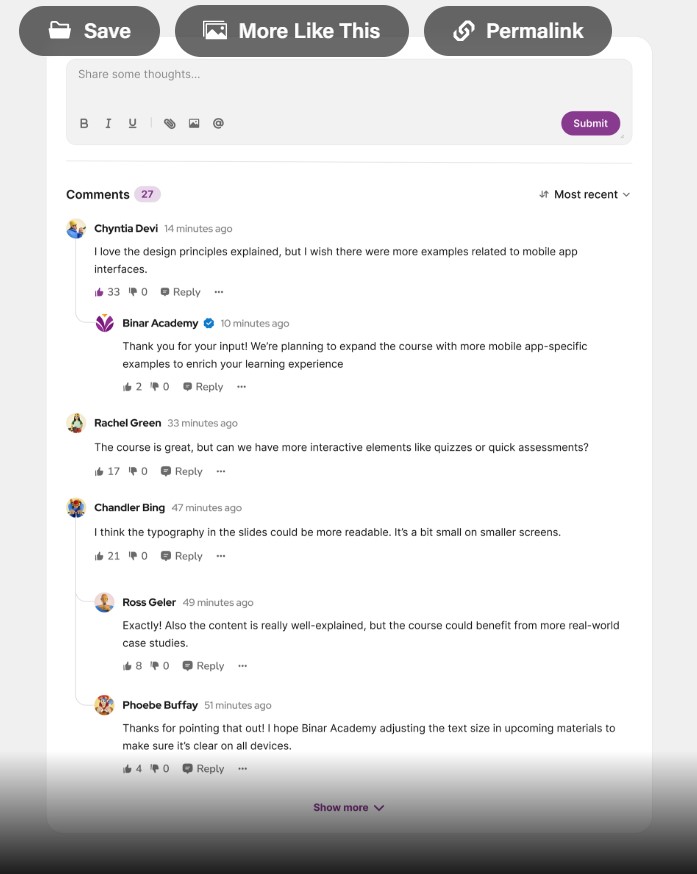 Save
More Like This
Permalink
Share some thoughts...
B I U @
Submit
Comments 27
Most recent
Chyntia Devi 14 minutes ago
I love the design principles explained, but I wish there were more examples related to mobile app
interfaces.
33 0 Reply ...
Binar Academy 10 minutes ago
Thank you for your input! We're planning to expand the course with more mobile app-specific
examples to enrich your learning experience
2 0 Reply ...
Rachel Green 33 minutes ago
The course is great, but can we have more interactive elements like quizzes or quick assessments?
17 0 Reply ...
Chandler Bing 47 minutes ago
I think the typography in the slides could be more readable. It's a bit small on smaller screens.
21 0 Reply ...
Ross Geler 49 minutes ago
Exactly! Also the content is really well-explained, but the course could benefit from more real-world
case studies.
8 0 Reply ...
Phoebe Buffay 51 minutes ago
Thanks for pointing that out! I hope Binar Academy adjusting the text size in upcoming materials to
make sure it's clear on all devices.
4 0 Reply ...
Show more